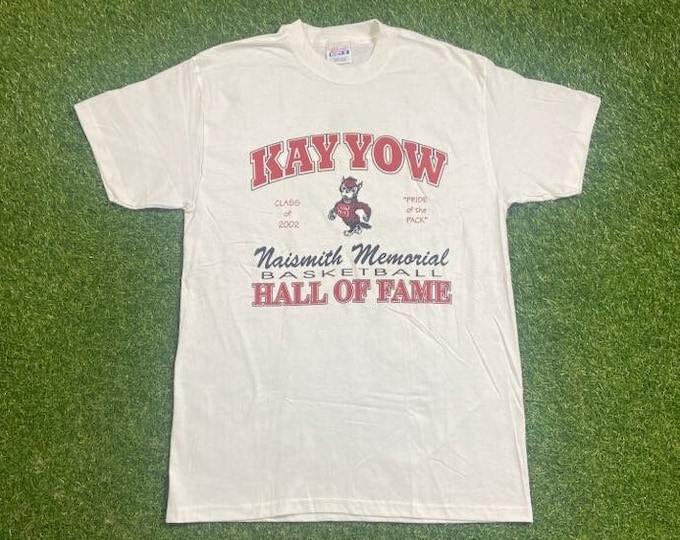 KAY YOW
CLASS
of
2002
"PRIDE
of the
PACK"
Naismith Memorial
BASKETBALL
HALL OF FAME